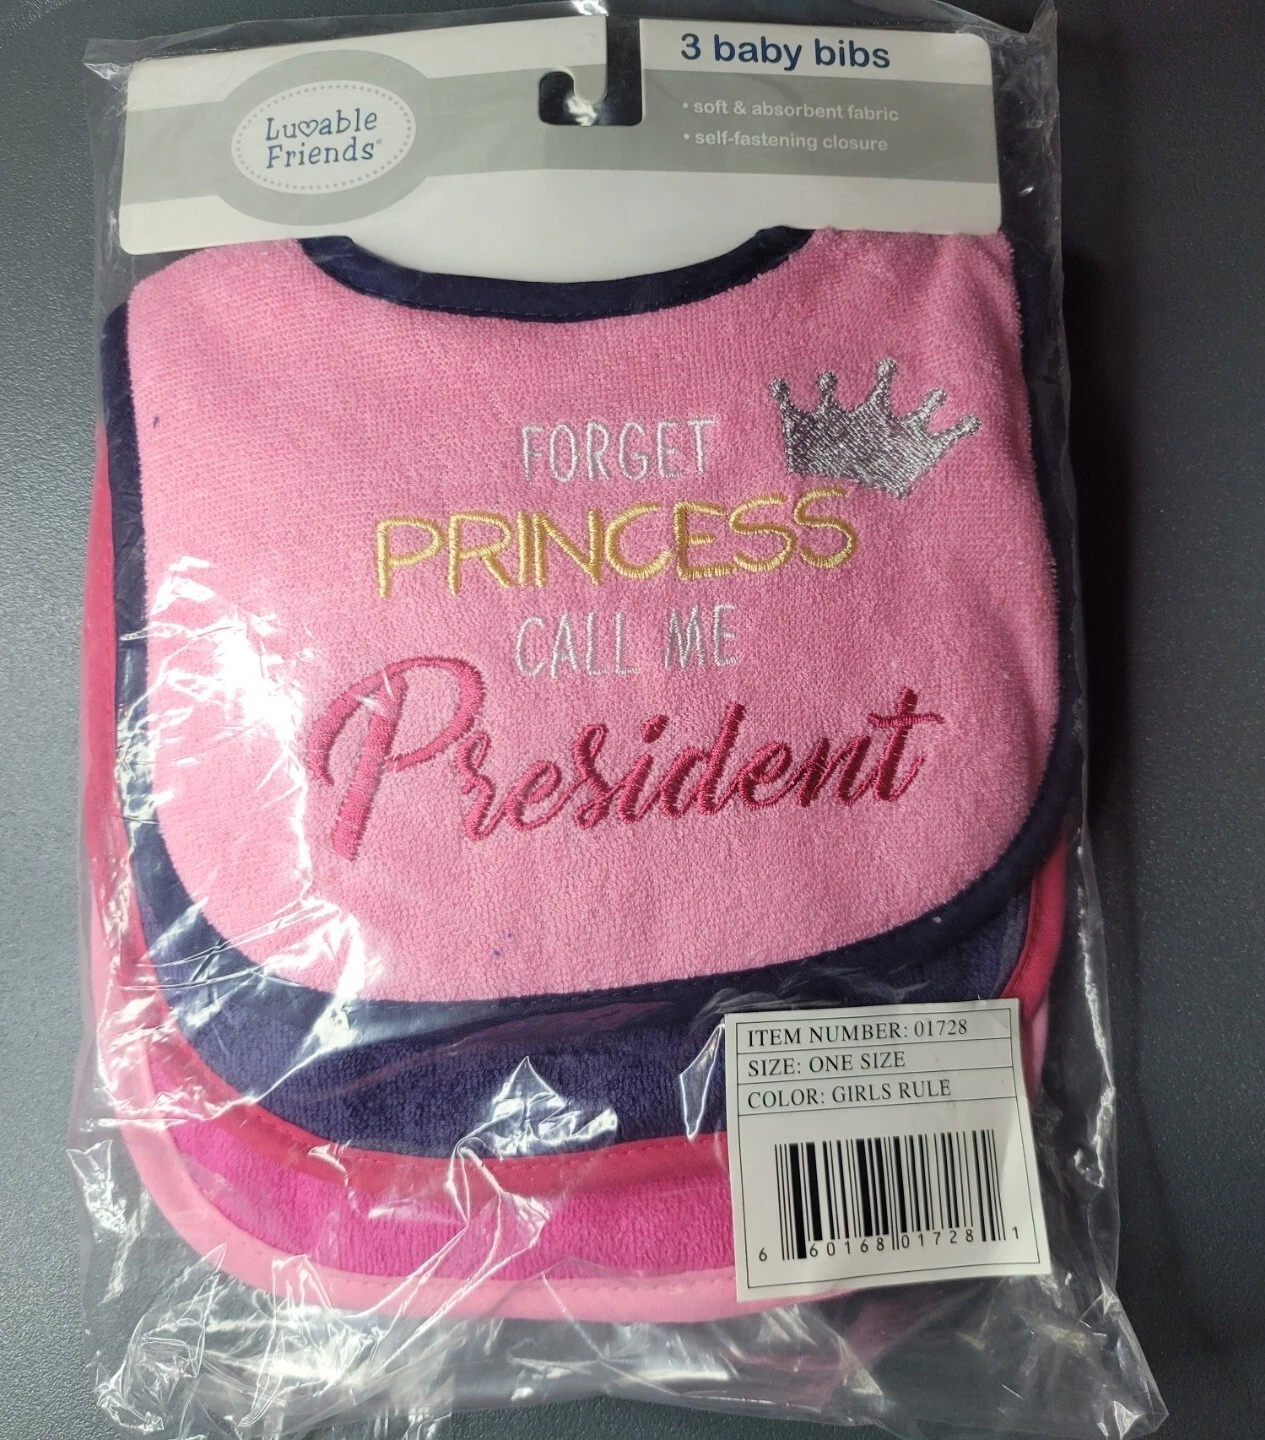 Luvable
Friends®
3 baby bibs
• soft & absorbent fabric
• self-fastening closure
FORGET
PRINCESS
CALL ME
President
ITEM NUMBER: 01728
SIZE: ONE SIZE
COLOR: GIRLS RULE
6 60168 01728 1